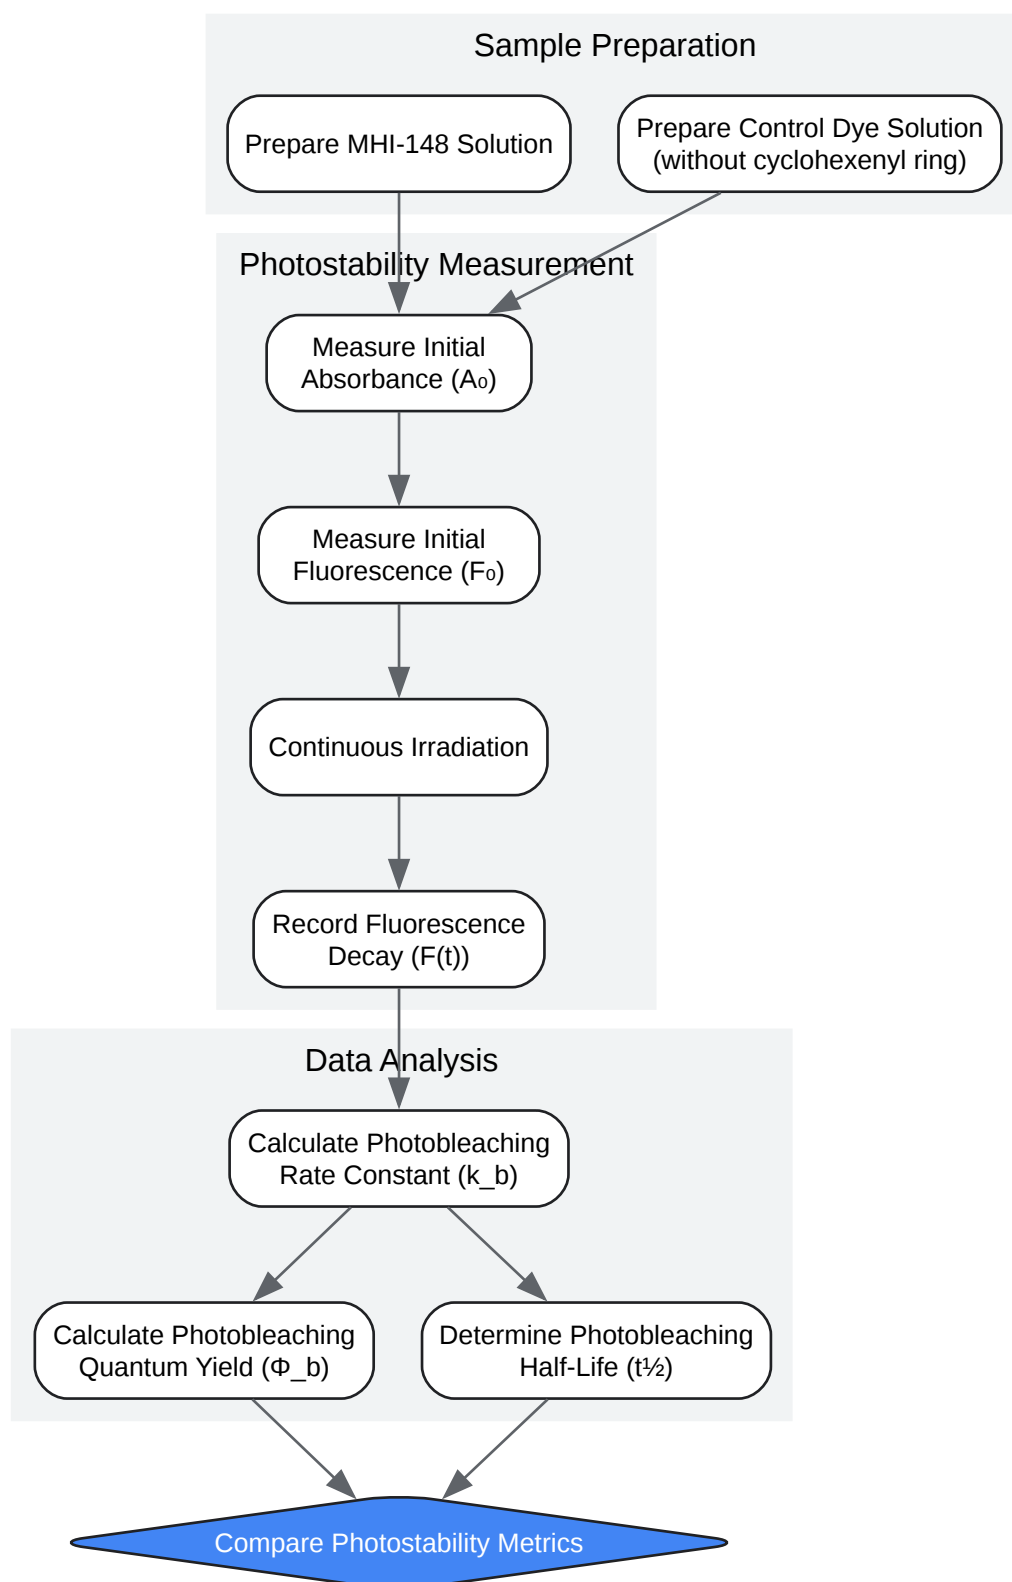 Sample Preparation
Prepare MHI-148 Solution
Prepare Control Dye Solution
(without cyclohexenyl ring)
Photostability Measurement
Measure Initial
Absorbance (A₀)
Measure Initial
Fluorescence (F₀)
Continuous Irradiation
Record Fluorescence
Decay (F(t))
Data Analysis
Calculate Photobleaching
Rate Constant (k_b)
Calculate Photobleaching
Quantum Yield (Φ_b)
Determine Photobleaching
Half-Life (t½)
Compare Photostability Metrics